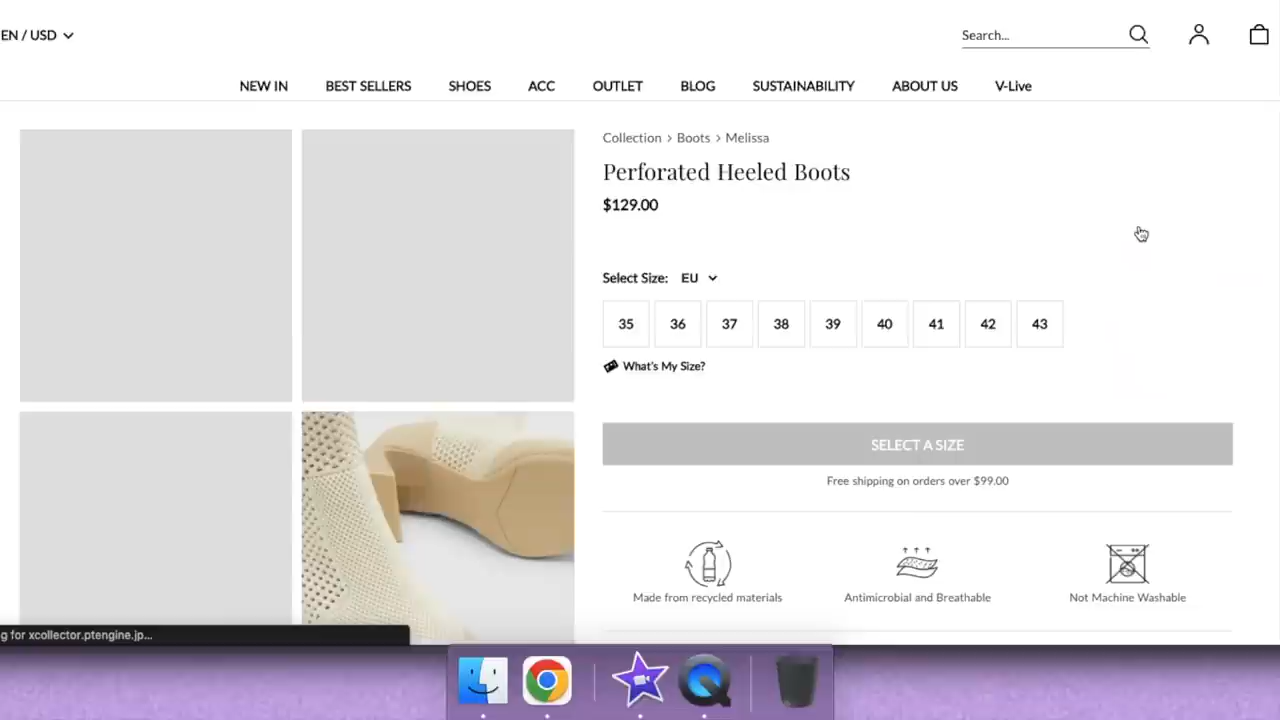 EN / USD
Search...
NEW IN BEST SELLERS SHOES ACC OUTLET BLOG SUSTAINABILITY ABOUT US V-Live
Collection > Boots > Melissa
Perforated Heeled Boots
$129.00
Select Size: EU
35 36 37 38 39 40 41 42 43
What's My Size?
SELECT A SIZE
Free shipping on orders over $99.00
Made from recycled materials Antimicrobial and Breathable Not Machine Washable
g for xcollector.ptengine.jp...